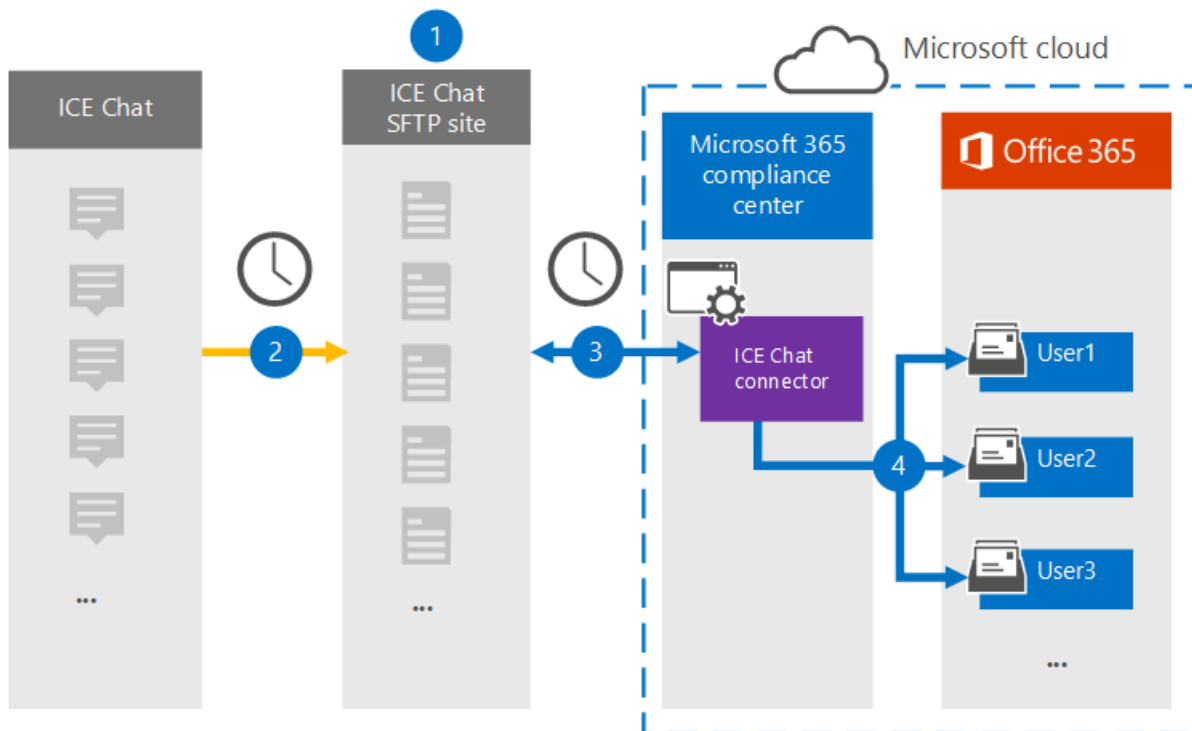 1
Microsoft cloud
ICE Chat
ICE Chat
SFTP site
Microsoft 365
compliance
center
Office 365
2
3
ICE Chat
connector
4
User1
User2
User3
...
...
...